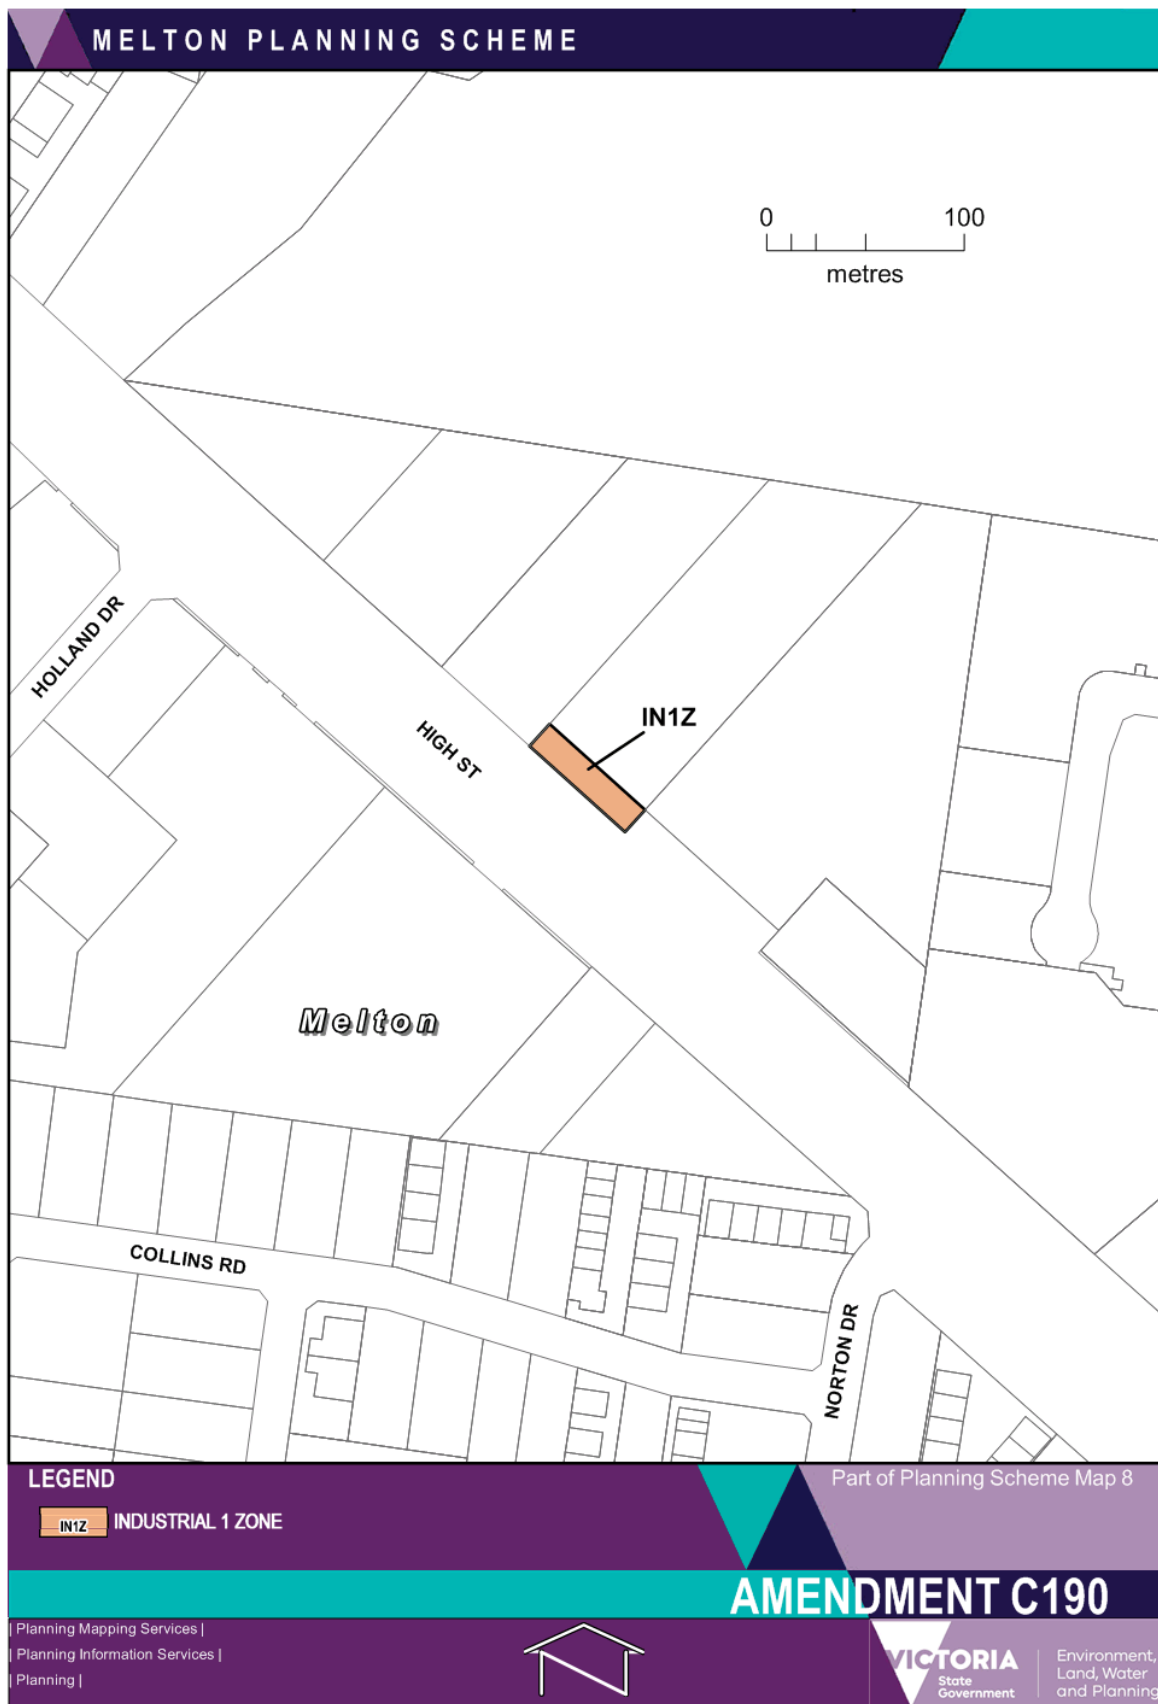 MELTON PLANNING SCHEME
0 100
metres
HOLLAND DR
HIGH ST
IN1Z
Melton
COLLINS RD
NORTON DR
LEGEND
IN1Z INDUSTRIAL 1 ZONE
Part of Planning Scheme Map 8
AMENDMENT C190
| Planning Mapping Services |
| Planning Information Services |
| Planning |
VICTORIA
State
Government
Environment,
Land, Water
and Planning